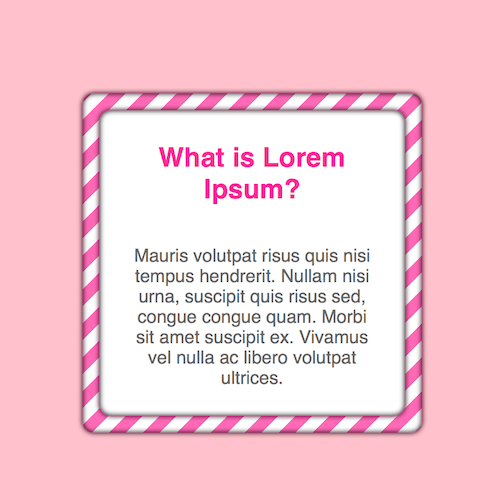 What is Lorem
Ipsum?
Mauris volutpat risus quis nisi
tempus hendrerit. Nullam nisi
urna, suscipit quis risus sed,
congue congue quam. Morbi
sit amet suscipit ex. Vivamus
vel nulla ac libero volutpat
ultrices.